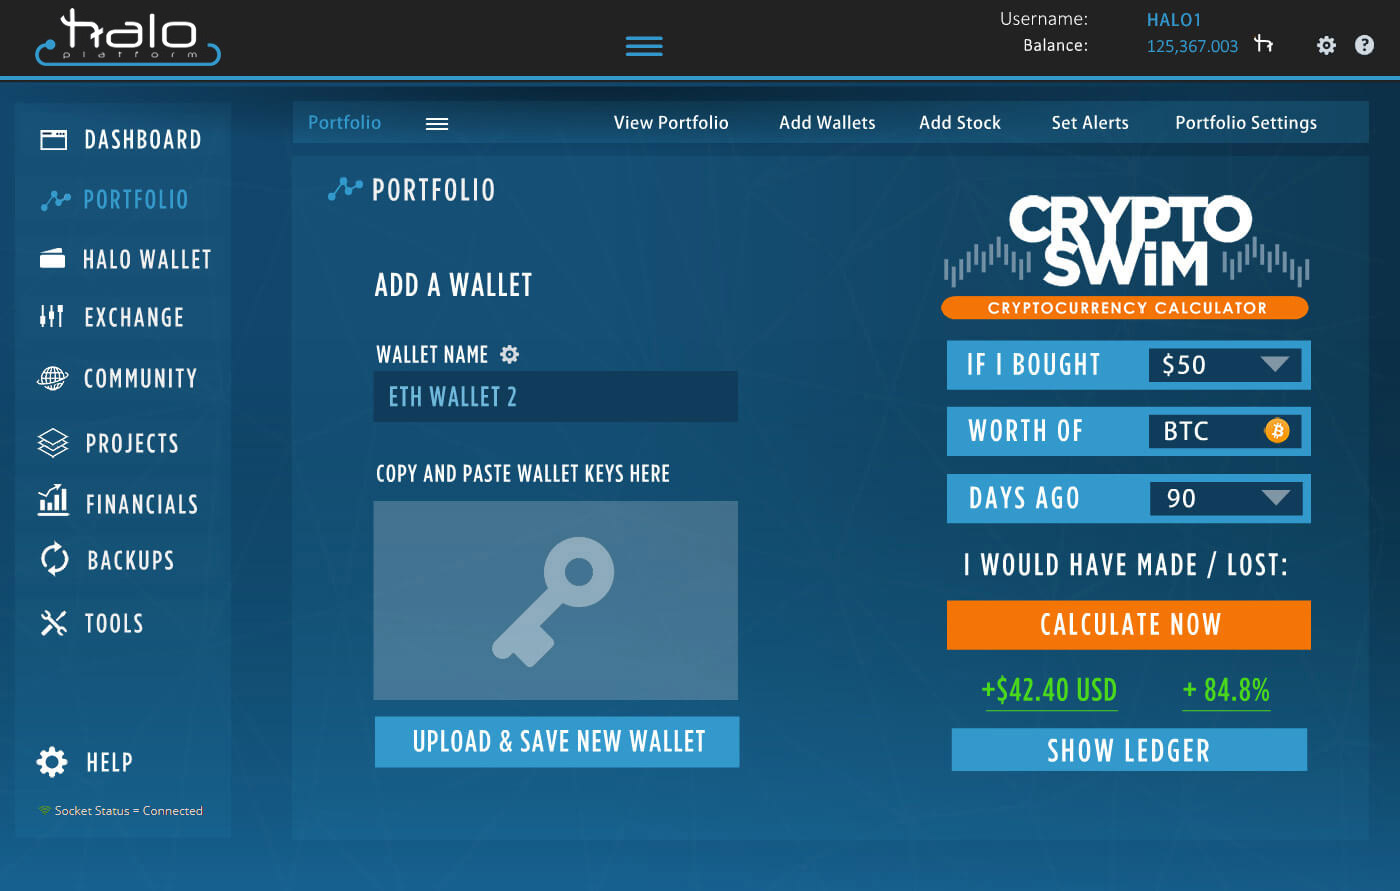 halo
platform
Username: HALO1
Balance: 125,367.003
DASHBOARD
PORTFOLIO
HALO WALLET
EXCHANGE
COMMUNITY
PROJECTS
FINANCIALS
BACKUPS
TOOLS
HELP
Socket Status = Connected
Portfolio View Portfolio Add Wallets Add Stock Set Alerts Portfolio Settings
PORTFOLIO
ADD A WALLET
WALLET NAME
ETH WALLET 2
COPY AND PASTE WALLET KEYS HERE
UPLOAD & SAVE NEW WALLET
CRYPTO
SWiM
CRYPTOCURRENCY CALCULATOR
IF I BOUGHT $50
WORTH OF BTC
DAYS AGO 90
I WOULD HAVE MADE / LOST:
CALCULATE NOW
+$42.40 USD + 84.8%
SHOW LEDGER